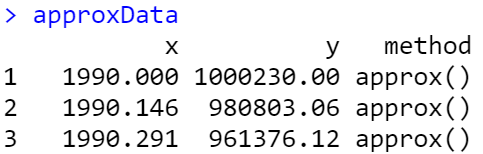 > approxData
x y method
1 1990.000 1000230.00 approx()
2 1990.146 980803.06 approx()
3 1990.291 961376.12 approx()